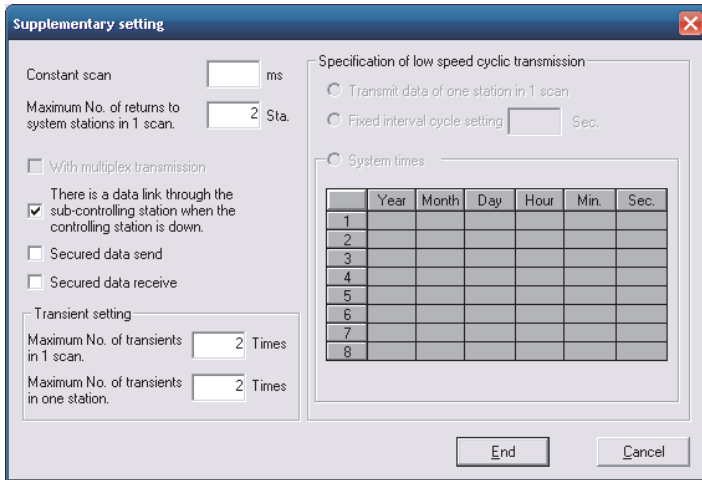 Supplementary setting
Constant scan ms
Maximum No. of returns to
system stations in 1 scan.
2 Sta.
With multiplex transmission
There is a data link through the
sub-controlling station when the
controlling station is down.
Secured data send
Secured data receive
Transient setting
Maximum No. of transients
in 1 scan.
2 Times
Maximum No. of transients
in one station.
2 Times
Specification of low speed cyclic transmission
Transmit data of one station in 1 scan
Fixed interval cycle setting Sec.
System times
Year Month Day Hour Min. Sec.
1
2
3
4
5
6
7
8
End Cancel